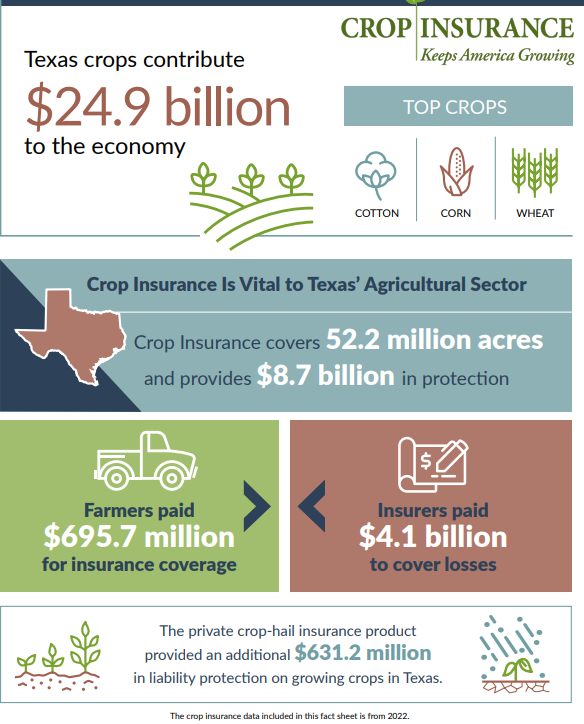 CROP INSURANCE
Keeps America Growing
Texas crops contribute
$24.9 billion
to the economy
TOP CROPS
COTTON
CORN
WHEAT
Crop Insurance Is Vital to Texas’ Agricultural Sector
Crop Insurance covers 52.2 million acres
and provides $8.7 billion in protection
Farmers paid
$695.7 million
for insurance coverage
$
Insurers paid
$4.1 billion
to cover losses
The private crop-hail insurance product
provided an additional $631.2 million
in liability protection on growing crops in Texas.
The crop insurance data included in this fact sheet is from 2022.